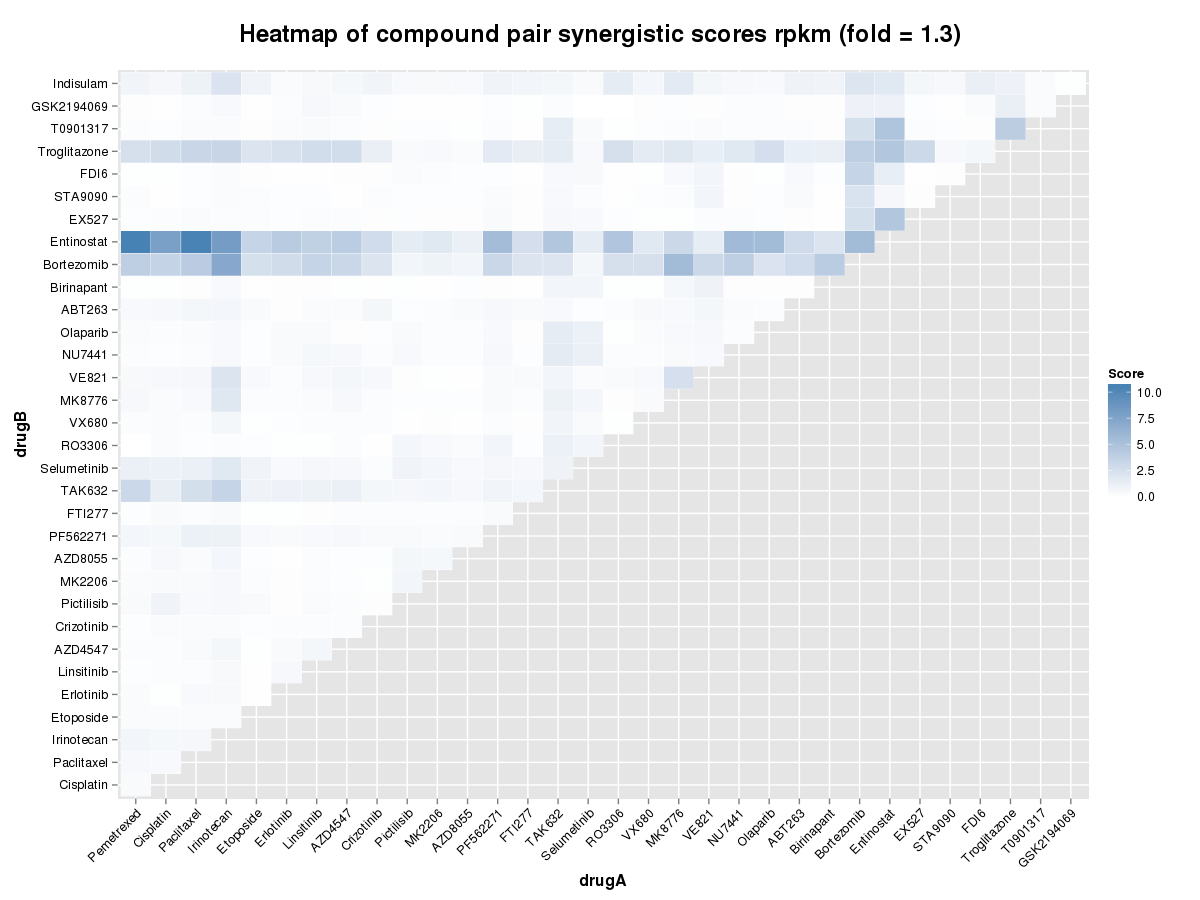 Heatmap of compound pair synergistic scores rpkm (fold = 1.3)
drugB
Indisulam
GSK2194069
T0901317
Troglitazone
FDI6
STA9090
EX527
Entinostat
Bortezomib
Birinapant
ABT263
Olaparib
NU7441
VE821
MK8776
VX680
RO3306
Selumetinib
TAK632
FTI277
PF562271
AZD8055
MK2206
Pictilisib
Crizotinib
AZD4547
Linsitinib
Erlotinib
Etoposide
Irinotecan
Paclitaxel
Cisplatin
Pemetrexed
Cisplatin
Paclitaxel
Irinotecan
Etoposide
Erlotinib
Linsitinib
AZD4547
Crizotinib
Pictilisib
MK2206
AZD8055
PF562271
FTI277
TAK632
Selumetinib
RO3306
VX680
MK8776
VE821
NU7441
Olaparib
ABT263
Birinapant
Bortezomib
Entinostat
EX527
STA9090
FDI6
Troglitazone
T0901317
GSK2194069
drugA
Score
10.0
7.5
5.0
2.5
0.0